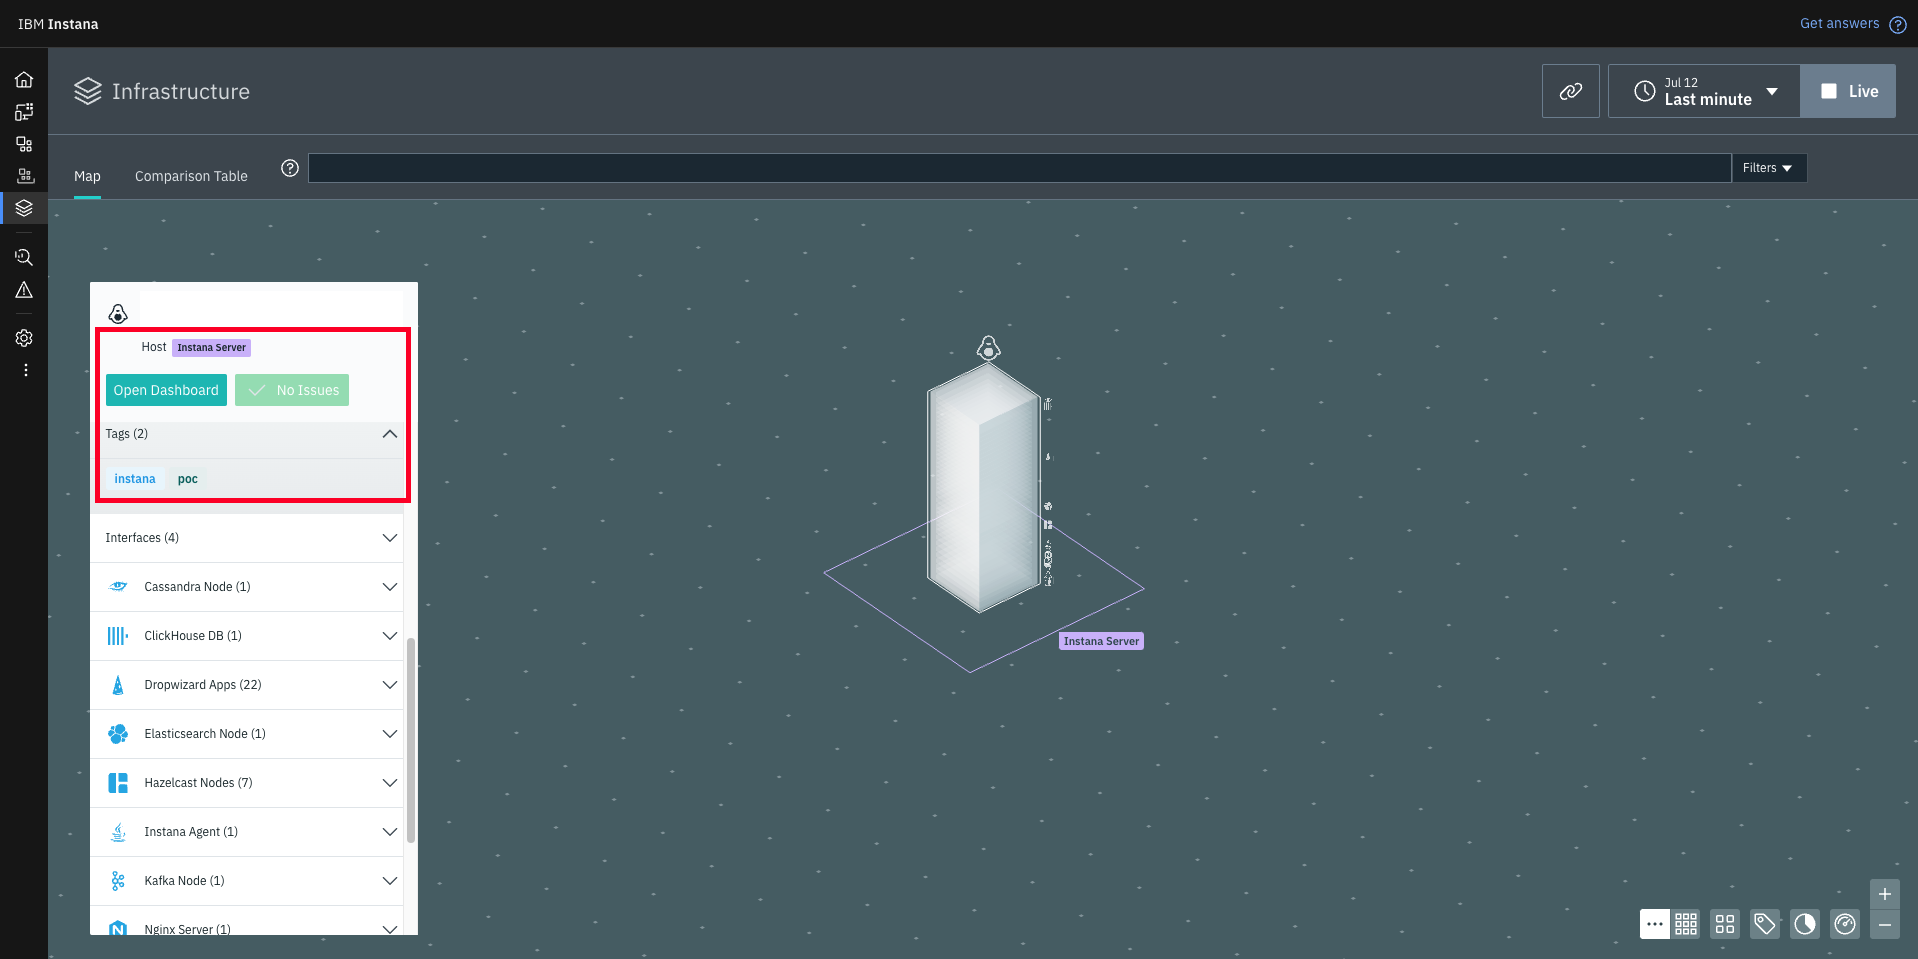 IBM Instana
Get answers
Infrastructure
Jul 12
Last minute
Live
Map
Comparison Table
Filters
Host
Instana Server
Open Dashboard
No Issues
Tags (2)
instana
poc
Interfaces (4)
Cassandra Node (1)
ClickHouse DB (1)
Dropwizard Apps (22)
Elasticsearch Node (1)
Hazelcast Nodes (7)
Instana Agent (1)
Kafka Node (1)
Nginx Server (1)
Instana Server